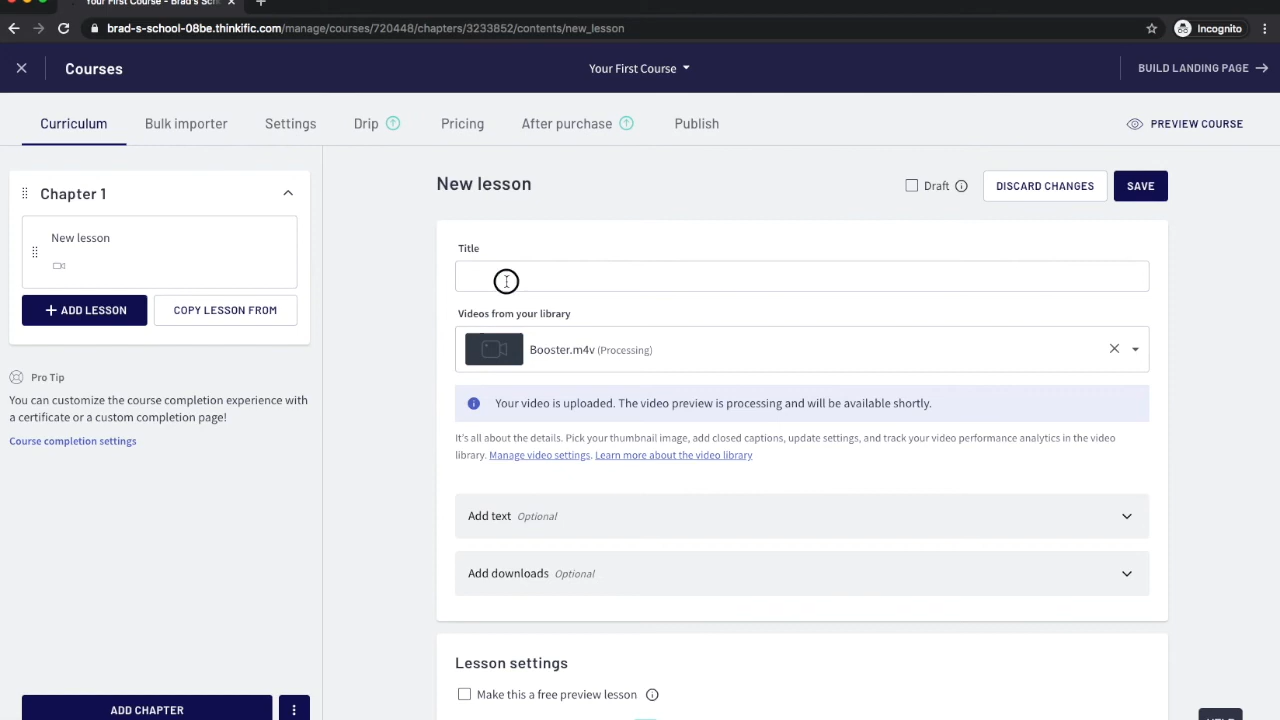 Your First Course - Brad's Sch
brad-s-school-08be.thinkific.com/manage/courses/720448/chapters/3233852/contents/new_lesson
Incognito
Courses
Your First Course
BUILD LANDING PAGE
Curriculum
Bulk importer
Settings
Drip
Pricing
After purchase
Publish
PREVIEW COURSE
Chapter 1
New lesson
ADD LESSON
COPY LESSON FROM
Pro Tip
You can customize the course completion experience with
a certificate or a custom completion page!
Course completion settings
ADD CHAPTER
New lesson
Draft
DISCARD CHANGES
SAVE
Title
Videos from your library
Booster.m4v (Processing)
Your video is uploaded. The video preview is processing and will be available shortly.
It's all about the details. Pick your thumbnail image, add closed captions, update settings, and track your video performance analytics in the video
library. Manage video settings. Learn more about the video library
Add text Optional
Add downloads Optional
Lesson settings
Make this a free preview lesson